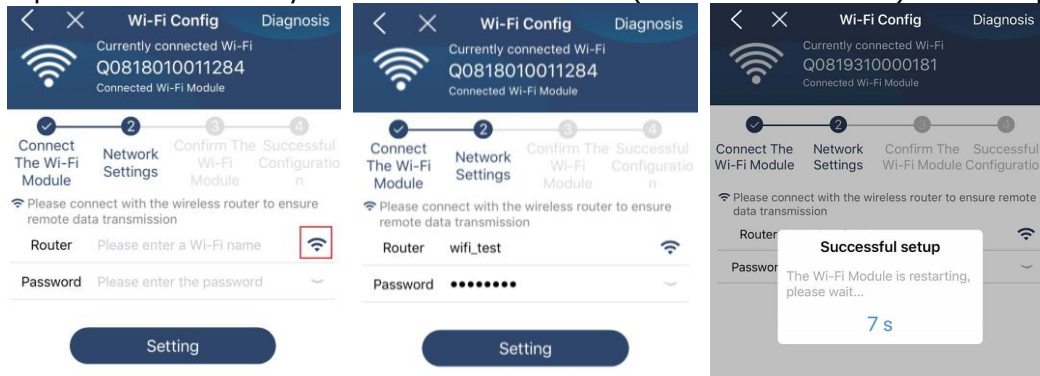 Wi-Fi Config Diagnosis
Currently connected Wi-Fi
Q0818010011284
Connected Wi-Fi Module
2 3 4
Connect The Wi-Fi Module
Network Settings
Confirm The Wi-Fi Module
Successful Configuration
Please connect with the wireless router to ensure
remote data transmission
Router Please enter a Wi-Fi name
Password Please enter the password
Setting
Wi-Fi Config Diagnosis
Currently connected Wi-Fi
Q0818010011284
Connected Wi-Fi Module
2 3 4
Connect The Wi-Fi Module
Network Settings
Confirm The Wi-Fi Module
Successful Configuration
Please connect with the wireless router to ensure
remote data transmission
Router wifi_test
Password ••••••••
Setting
Wi-Fi Config Diagnosis
Currently connected Wi-Fi
Q0819310000181
Connected Wi-Fi Module
2 3 4
Connect The Wi-Fi Module
Network Settings
Confirm The Wi-Fi Module
Successful Configuratio
Please connect with the wireless router to ensure remote
data transmission
Router
Passwor
Successful setup
The Wi-Fi Module is restarting,
please wait...
7 s